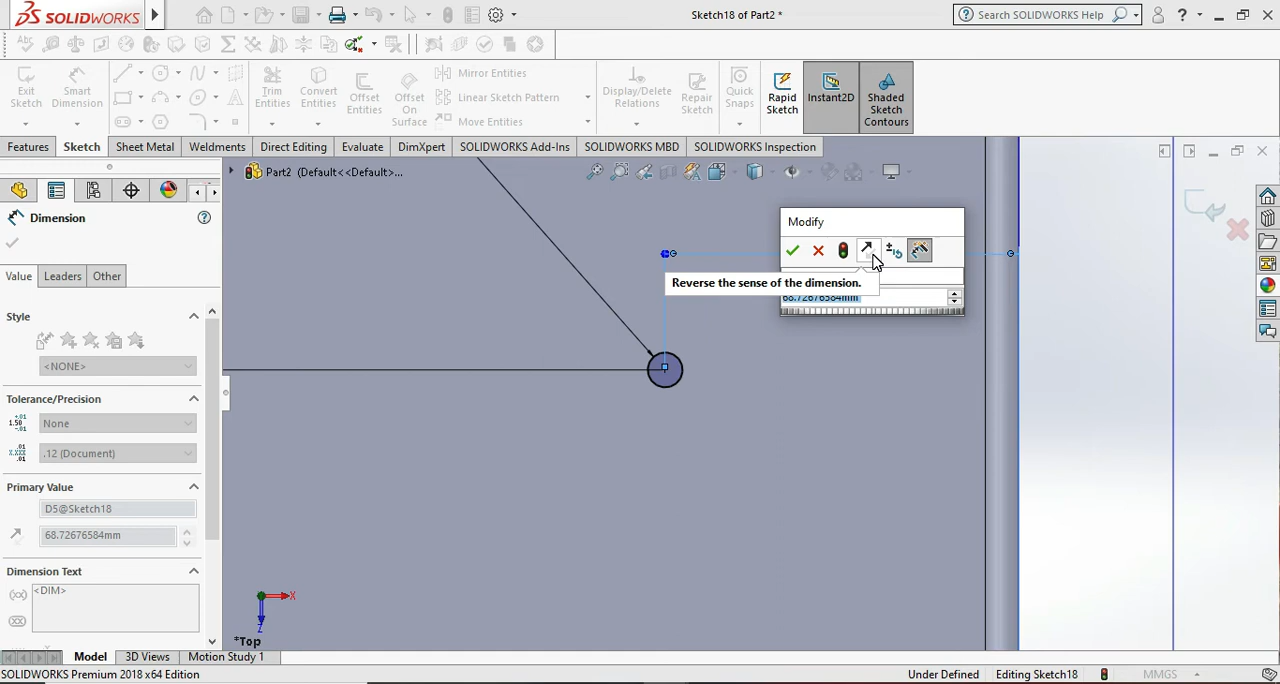 SOLIDWORKS
Sketch18 of Part2 *
Search SOLIDWORKS Help
Exit Sketch
Smart Dimension
Trim Entities
Convert Entities
Offset Entities
Offset On Surface
Mirror Entities
Linear Sketch Pattern
Move Entities
Display/Delete Relations
Repair Sketch
Quick Snaps
Rapid Sketch
Instant2D
Shaded Sketch Contours
Features
Sketch
Sheet Metal
Weldments
Direct Editing
Evaluate
DimXpert
SOLIDWORKS Add-Ins
SOLIDWORKS MBD
SOLIDWORKS Inspection
Part2 (Default<<Default>...
Dimension
Value
Leaders
Other
Style
<NONE>
Tolerance/Precision
None
.12 (Document)
Primary Value
D5@Sketch18
68.72676584mm
Dimension Text
<DIM>
Modify
Reverse the sense of the dimension.
68.72676584mm
X
Z
*Top
Model
3D Views
Motion Study 1
SOLIDWORKS Premium 2018 x64 Edition
Under Defined
Editing Sketch18
MMGS